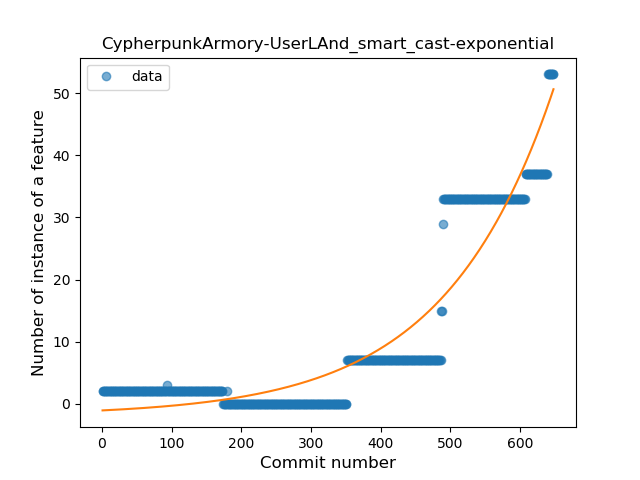 CypherpunkArmory-UserLAnd_smart_cast-exponential
data
Number of instance of a feature
50
40
30
20
10
0
0 100 200 300 400 500 600
Commit number